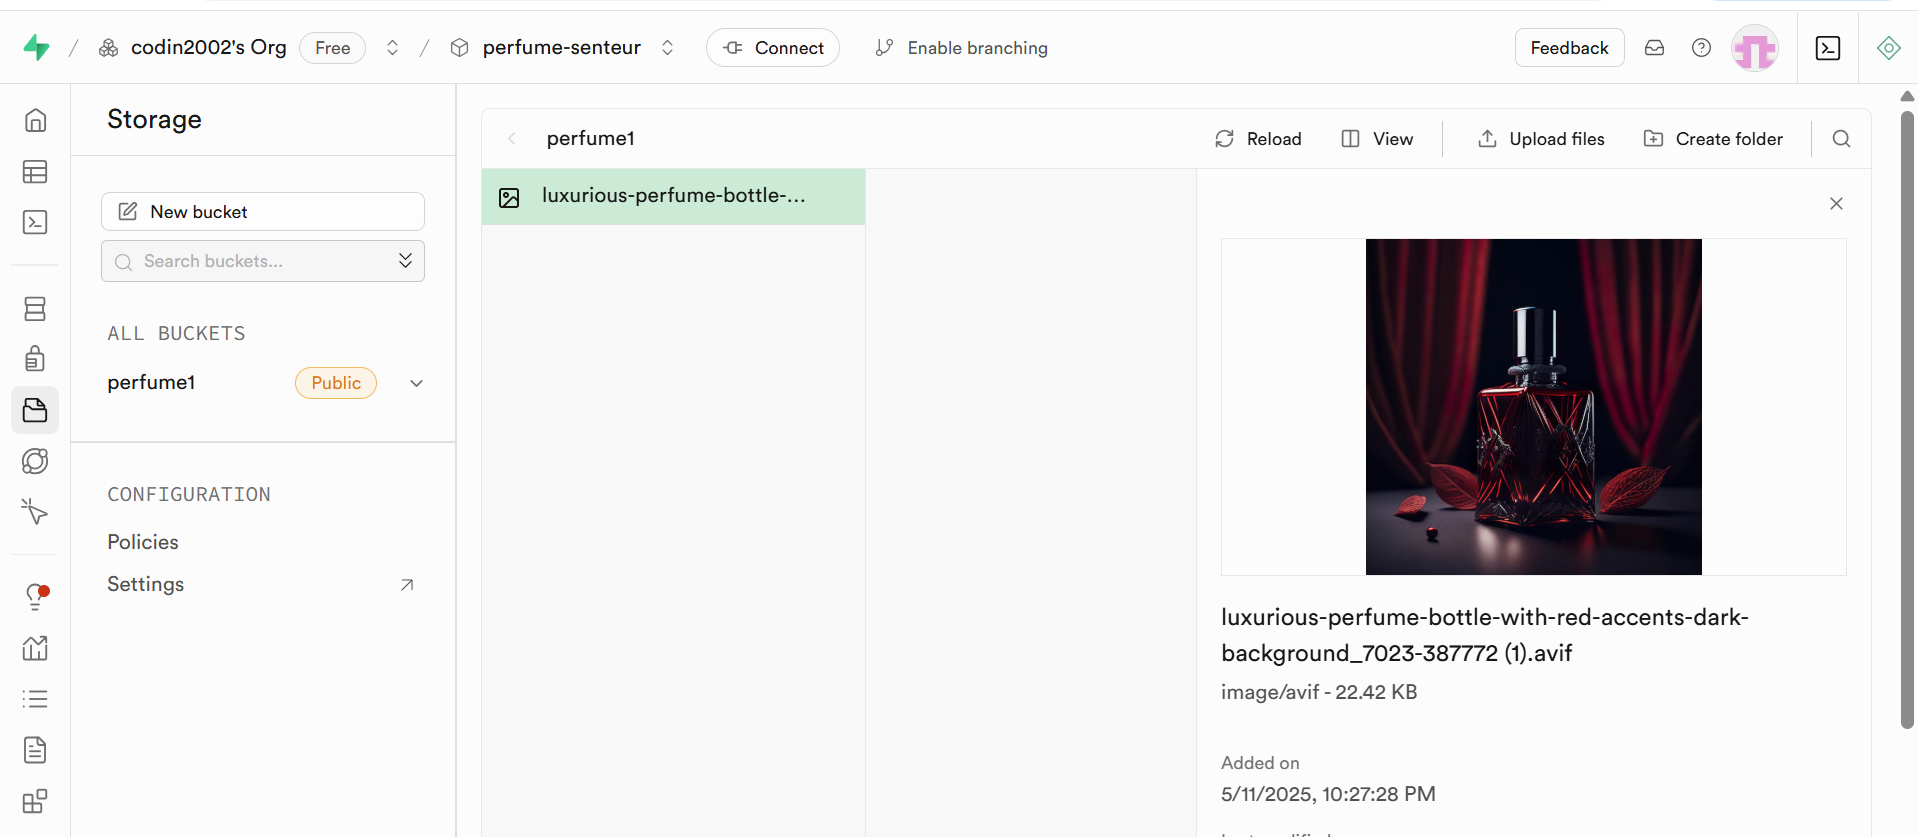 / codin2002's Org Free / perfume-senteur Connect Enable branching Feedback
Storage
perfume1 Reload View Upload files Create folder
luxurious-perfume-bottle-...
New bucket
Search buckets...
ALL BUCKETS
perfume1 Public
CONFIGURATION
Policies
Settings
luxurious-perfume-bottle-with-red-accents-dark-
background_7023-387772 (1).avif
image/avif - 22.42 KB
Added on
5/11/2025, 10:27:28 PM